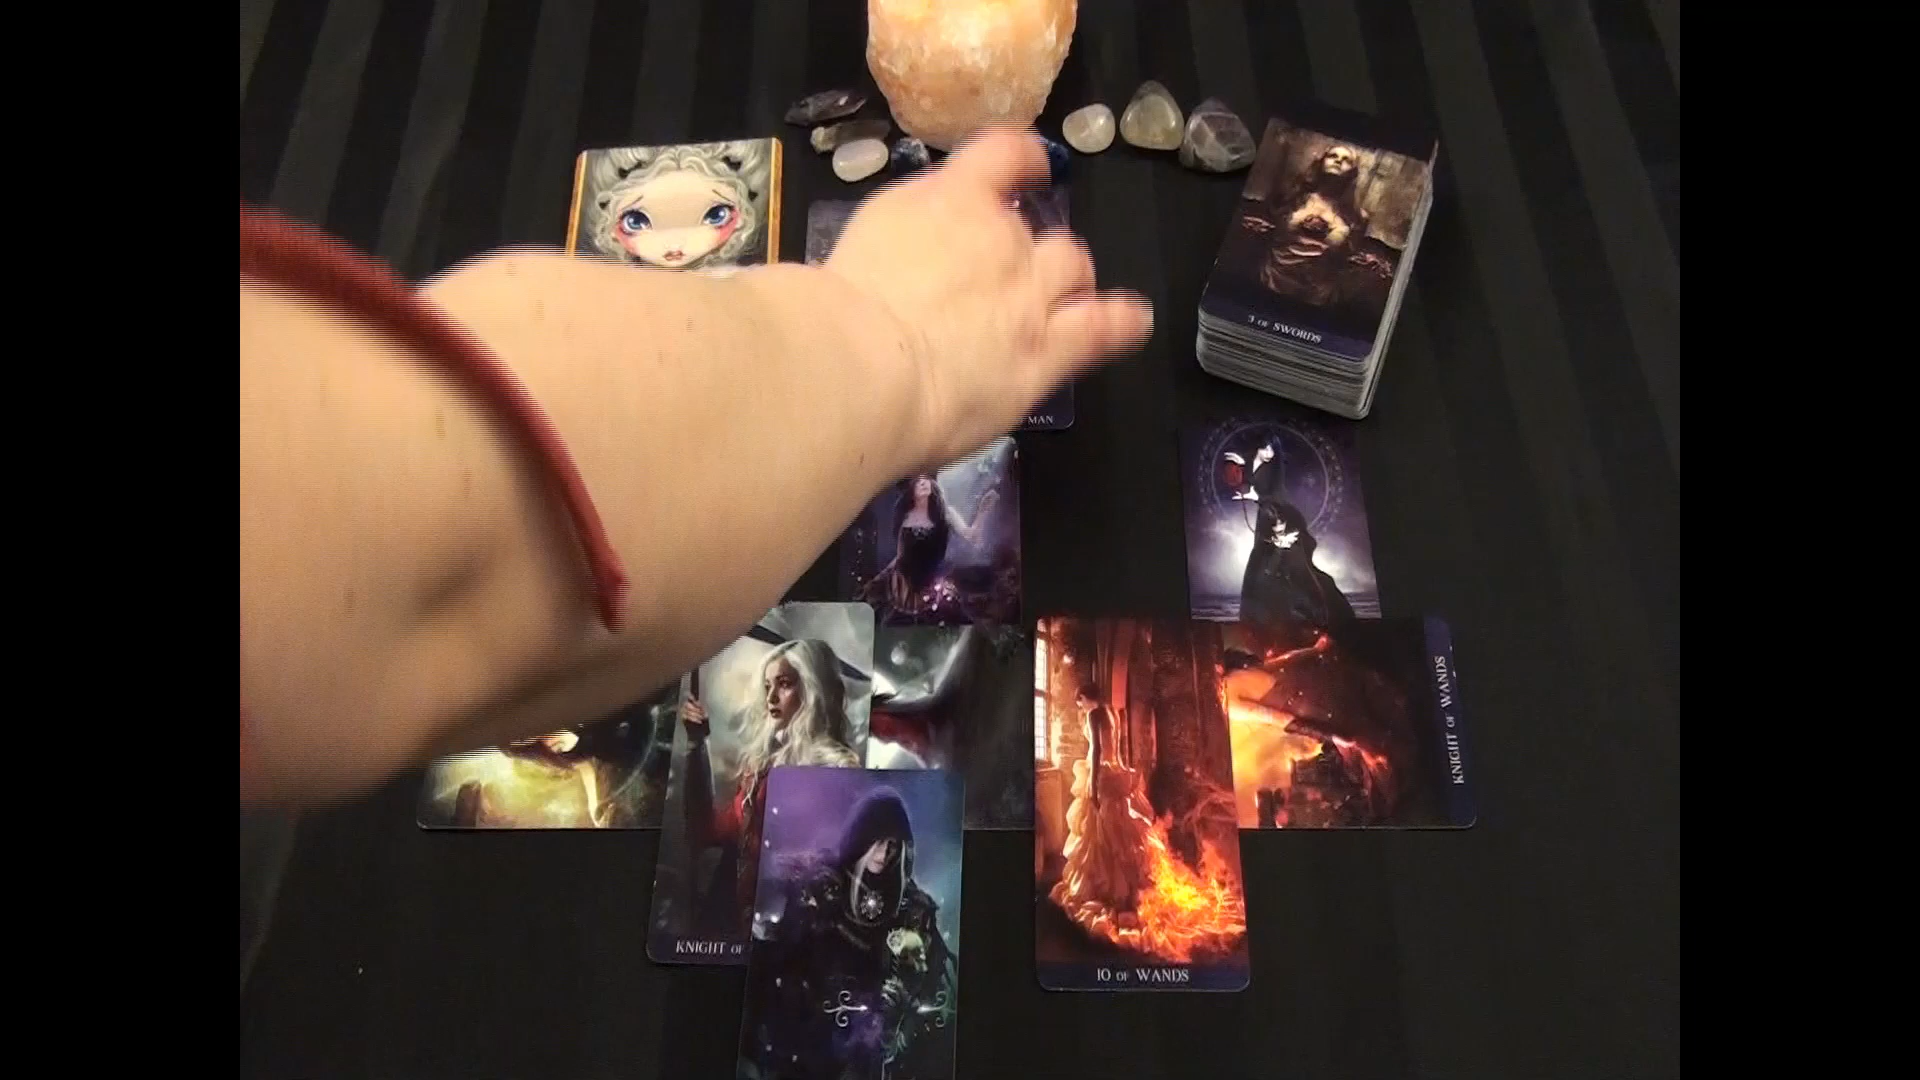 3 OF SWORDS
MAN
KNIGHT OF WANDS
KNIGHT OF
10 OF WANDS